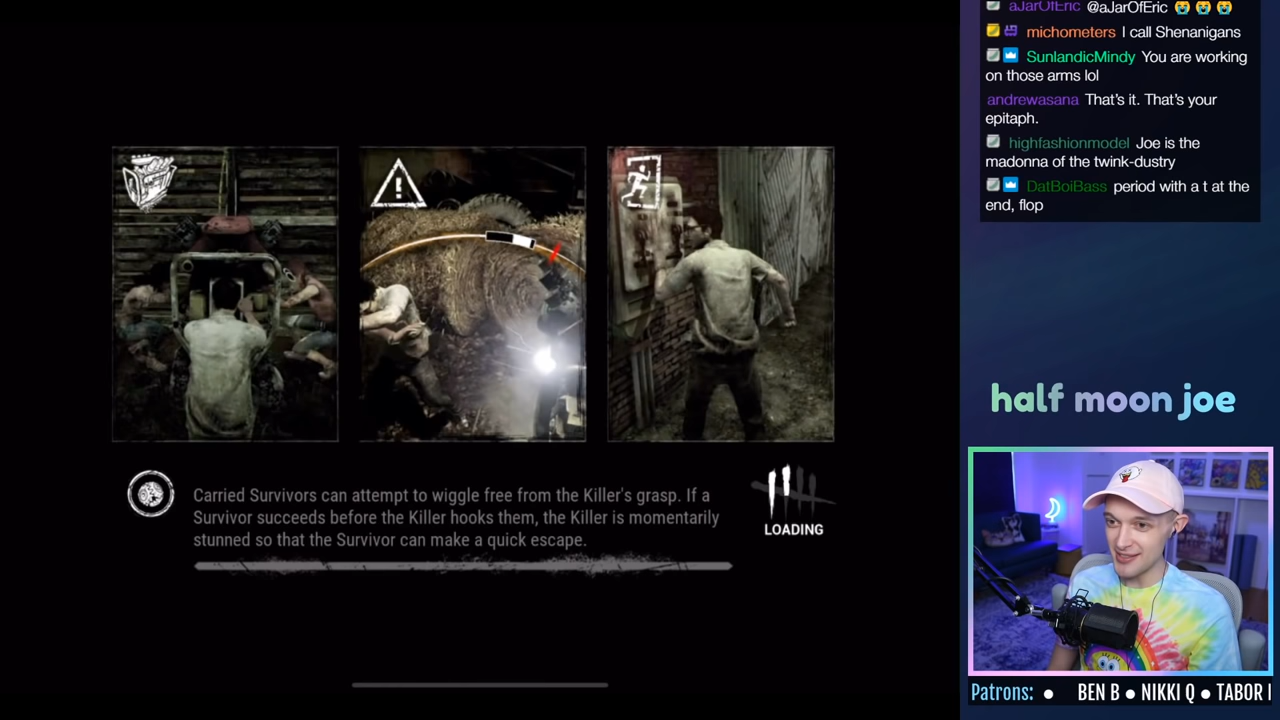 aJarOfEric @aJarOfEric 😭 😭 😭
michometers I call Shenanigans
SunlandicMindy You are working
on those arms lol
andrewasana That's it. That's your
epitaph.
highfashionmodel Joe is the
madonna of the twink-dustry
DatBoiBass period with a t at the
end, flop
half moon joe
Carried Survivors can attempt to wiggle free from the Killer's grasp. If a
Survivor succeeds before the Killer hooks them, the Killer is momentarily
stunned so that the Survivor can make a quick escape.
LOADING
Patrons: ● BEN B ● NIKKI Q ● TABOR